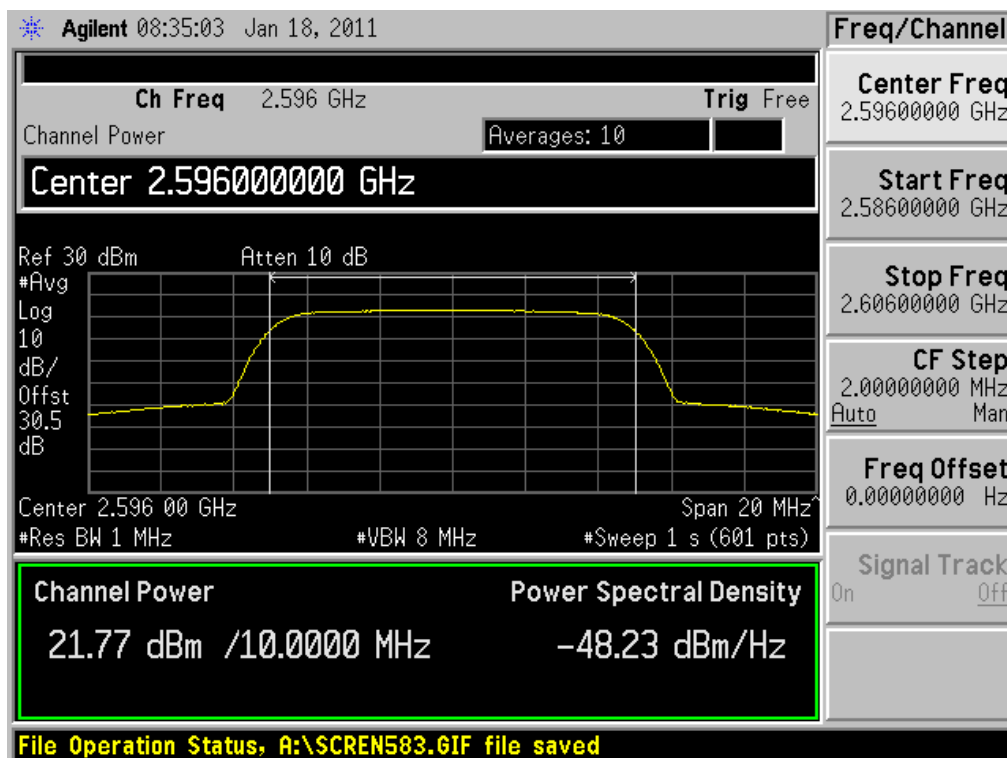 Agilent 08:35:03 Jan 18, 2011
Ch Freq 2.596 GHz Trig Free
Channel Power Averages: 10
Center 2.596000000 GHz
Ref 30 dBm Atten 10 dB
#Avg
Log
10
dB/
Offst
30.5
dB
Center 2.596 00 GHz Span 20 MHz^
#Res BW 1 MHz #VBW 8 MHz #Sweep 1 s (601 pts)
Channel Power Power Spectral Density
21.77 dBm /10.0000 MHz -48.23 dBm/Hz
File Operation Status, A:\SCREN583.GIF file saved
Freq/Channel
Center Freq
2.59600000 GHz
Start Freq
2.58600000 GHz
Stop Freq
2.60600000 GHz
CF Step
2.00000000 MHz
Auto Man
Freq Offset
0.00000000 Hz
Signal Track
On Off